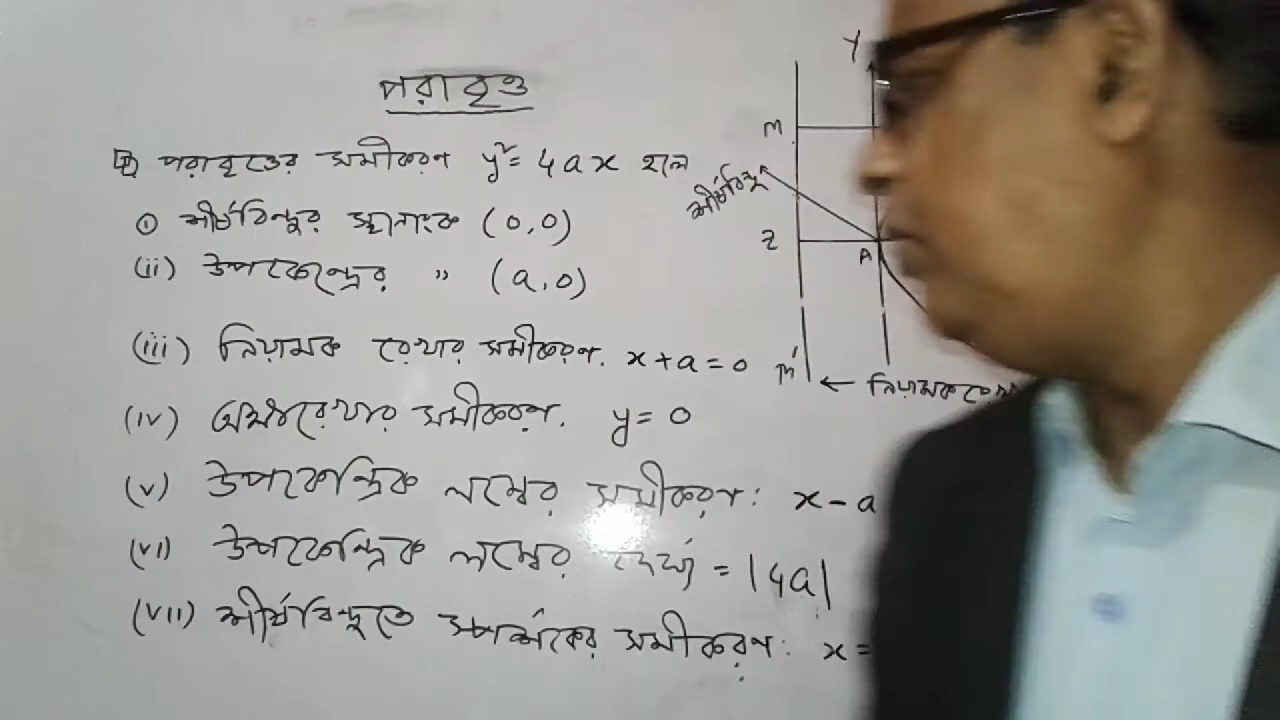 পরাবৃত্ত
পরাবৃত্তের সমীকরণ y²= 4ax হলে
(i) শীর্ষবিন্দুর স্থানাংক (0,0)
(ii) উপকেন্দ্রের " (a,0)
(iii) নিয়ামক রেখার সমীকরণ. x+a=0
(iv) অক্ষরেখার সমীকরণ. y=0
(v) উপকেন্দ্রিক লম্বের সমীকরণ: x-a
(vi) উপকেন্দ্রিক লম্বের দৈর্ঘ্য = |4a|
(vii) শীর্ষবিন্দুতে স্পর্শকের সমীকরণ: x=
Y
M
শীর্ষবিন্দু
Z
A
M'
← নিয়ামকরে